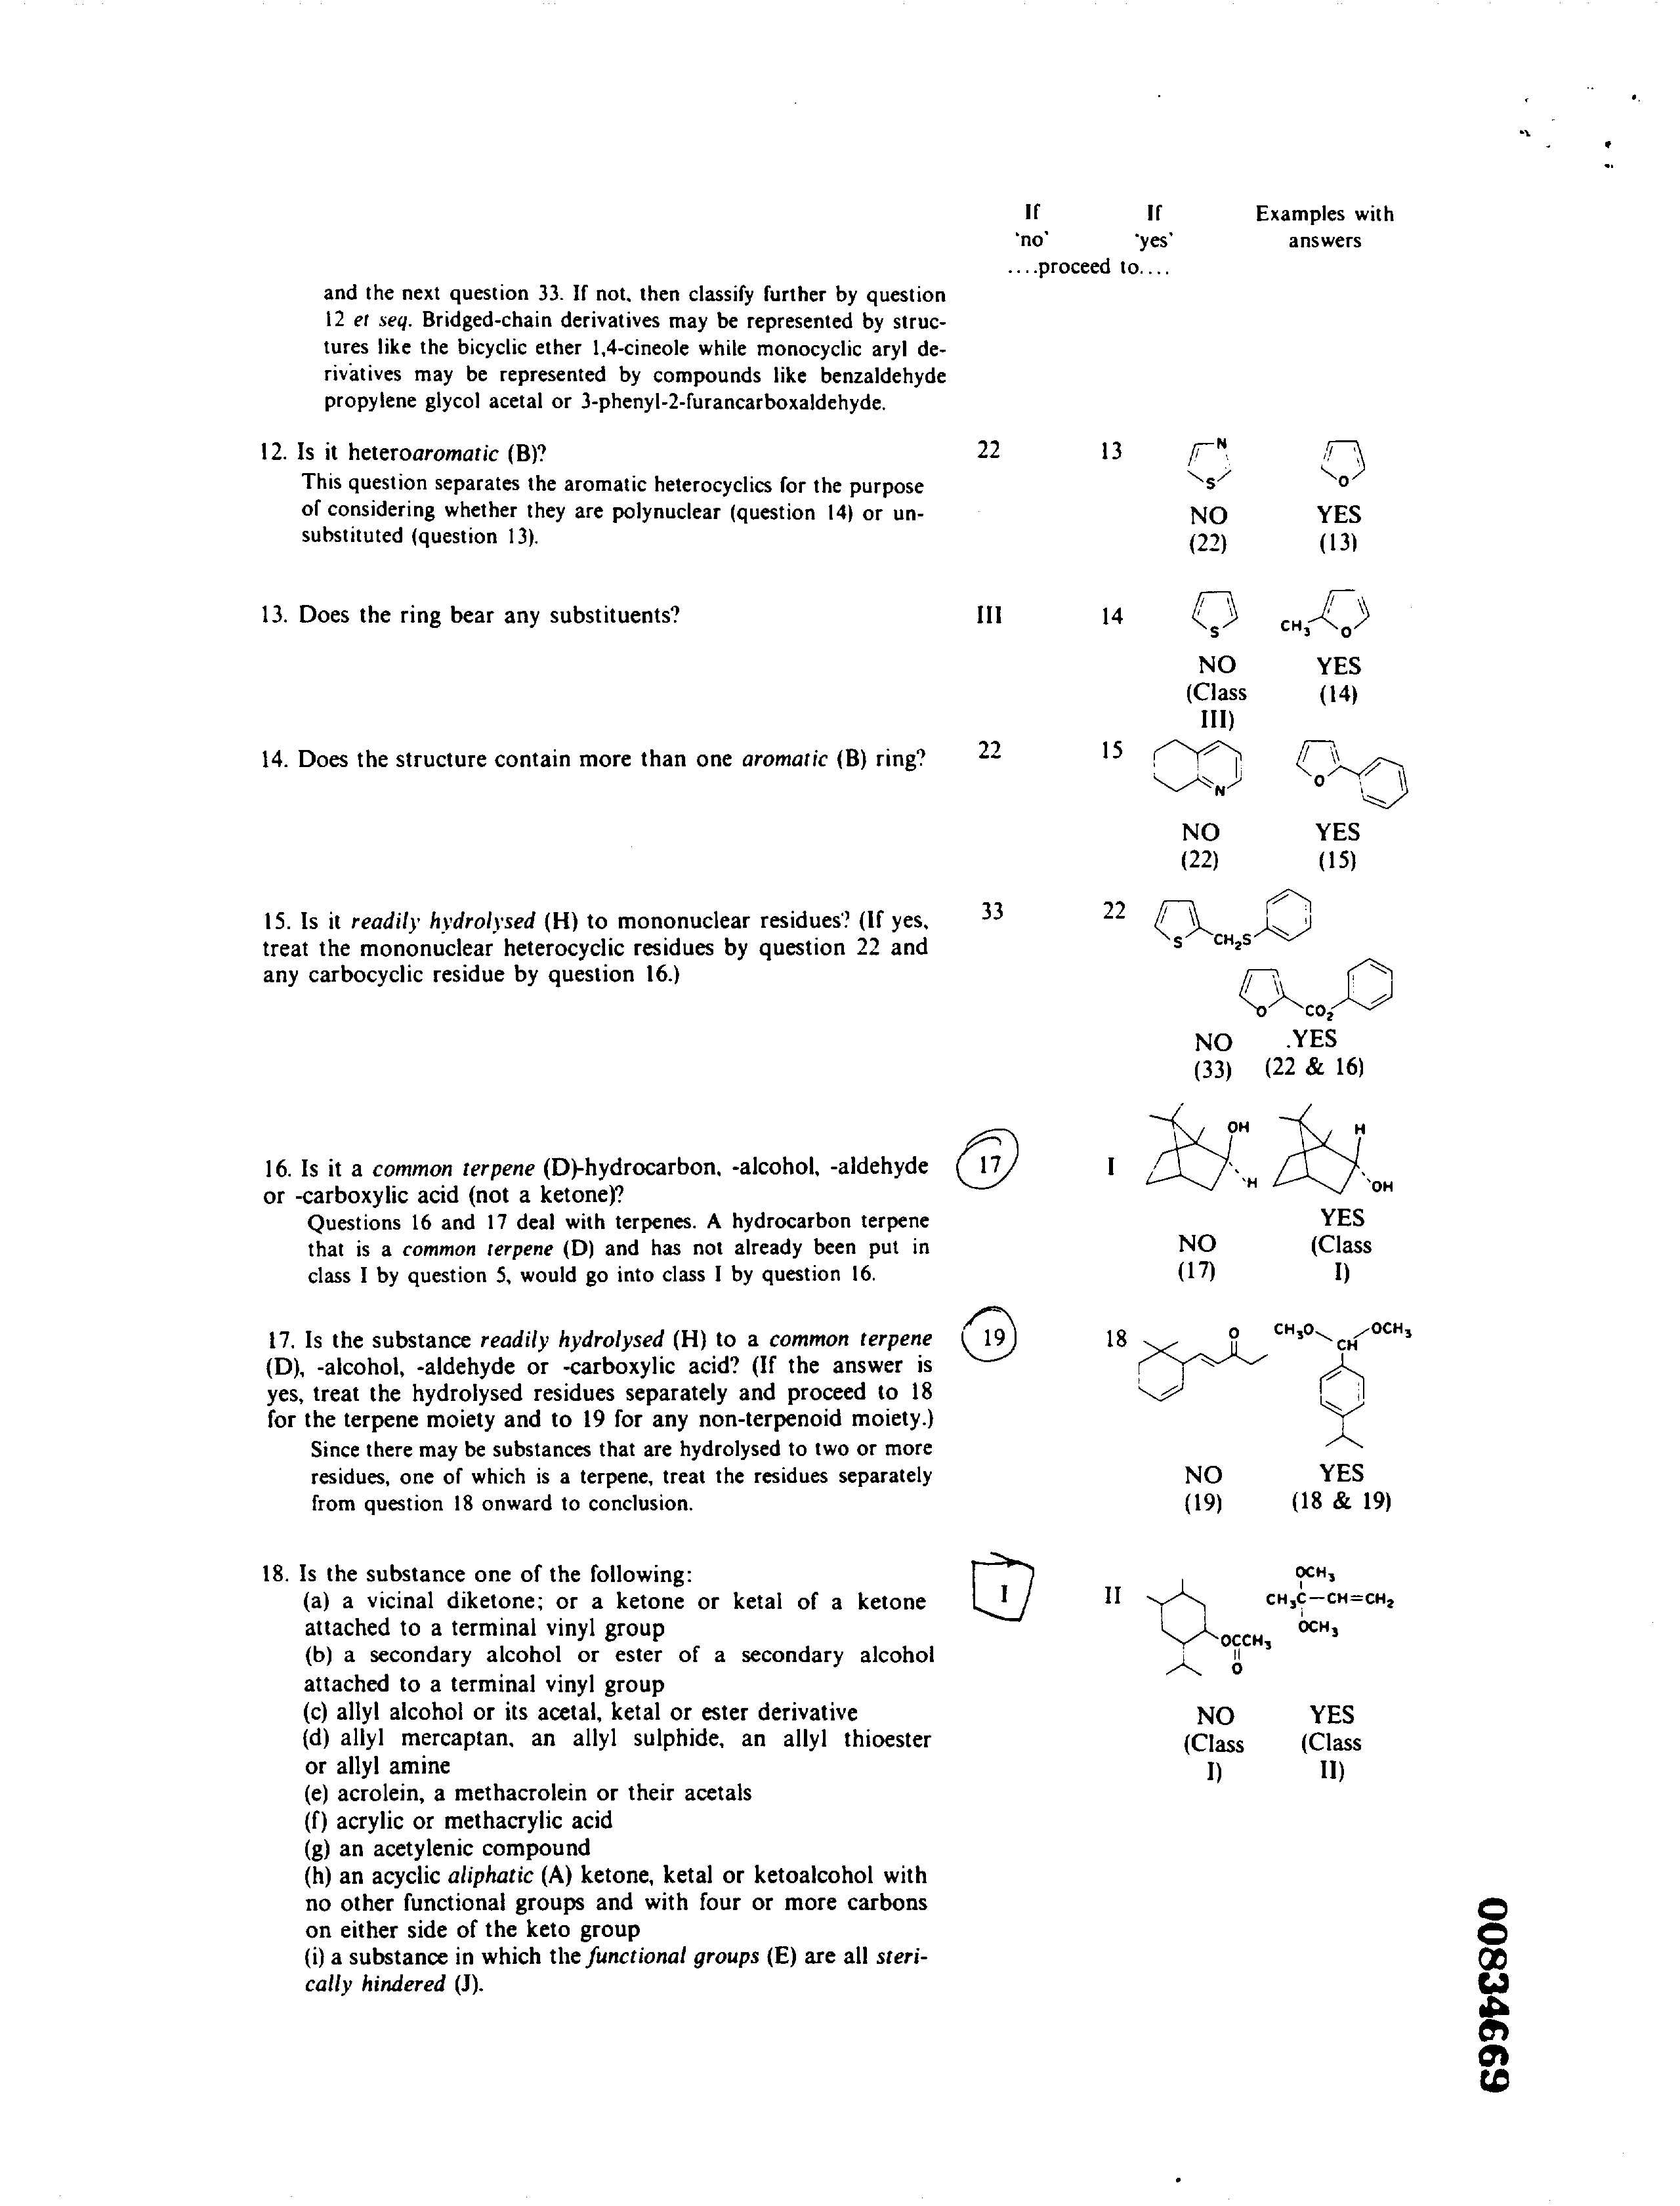 If If Examples with
'no' 'yes' answers
....proceed to....
and the next question 33. If not, then classify further by question
12 et seq. Bridged-chain derivatives may be represented by struc-
tures like the bicyclic ether 1,4-cineole while monocyclic aryl de-
rivatives may be represented by compounds like benzaldehyde
propylene glycol acetal or 3-phenyl-2-furancarboxaldehyde.
12. Is it heteroaromatic (B)? 22 13 N S O
This question separates the aromatic heterocyclics for the purpose
of considering whether they are polynuclear (question 14) or un-
substituted (question 13).
NO YES
(22) (13)
13. Does the ring bear any substituents? III 14 S CH3 O
NO YES
(Class (14)
III)
14. Does the structure contain more than one aromatic (B) ring? 22 15 N O
NO YES
(22) (15)
15. Is it readily hydrolysed (H) to mononuclear residues? (If yes, 33 22 S CH2S
treat the mononuclear heterocyclic residues by question 22 and
any carbocyclic residue by question 16.)
O CO2
NO .YES
(33) (22 & 16)
16. Is it a common terpene (D)-hydrocarbon, -alcohol, -aldehyde 17 I OH H H OH
or -carboxylic acid (not a ketone)?
Questions 16 and 17 deal with terpenes. A hydrocarbon terpene
that is a common terpene (D) and has not already been put in
class I by question 5, would go into class I by question 16.
NO YES
(17) (Class
I)
17. Is the substance readily hydrolysed (H) to a common terpene 19 18 O CH3O OCH3
CH
(D), -alcohol, -aldehyde or -carboxylic acid? (If the answer is
yes, treat the hydrolysed residues separately and proceed to 18
for the terpene moiety and to 19 for any non-terpenoid moiety.)
Since there may be substances that are hydrolysed to two or more
residues, one of which is a terpene, treat the residues separately
from question 18 onward to conclusion.
NO YES
(19) (18 & 19)
18. Is the substance one of the following: I II
(a) a vicinal diketone; or a ketone or ketal of a ketone
attached to a terminal vinyl group
(b) a secondary alcohol or ester of a secondary alcohol
attached to a terminal vinyl group
(c) allyl alcohol or its acetal, ketal or ester derivative
(d) allyl mercaptan, an allyl sulphide, an allyl thioester
or allyl amine
(e) acrolein, a methacrolein or their acetals
(f) acrylic or methacrylic acid
(g) an acetylenic compound
(h) an acyclic aliphatic (A) ketone, ketal or ketoalcohol with
no other functional groups and with four or more carbons
on either side of the keto group
(i) a substance in which the functional groups (E) are all steri-
cally hindered (J).
OCH3
CH3C—CH=CH2
OCH3
OCCH3
O
NO YES
(Class (Class
I) II)
00834669